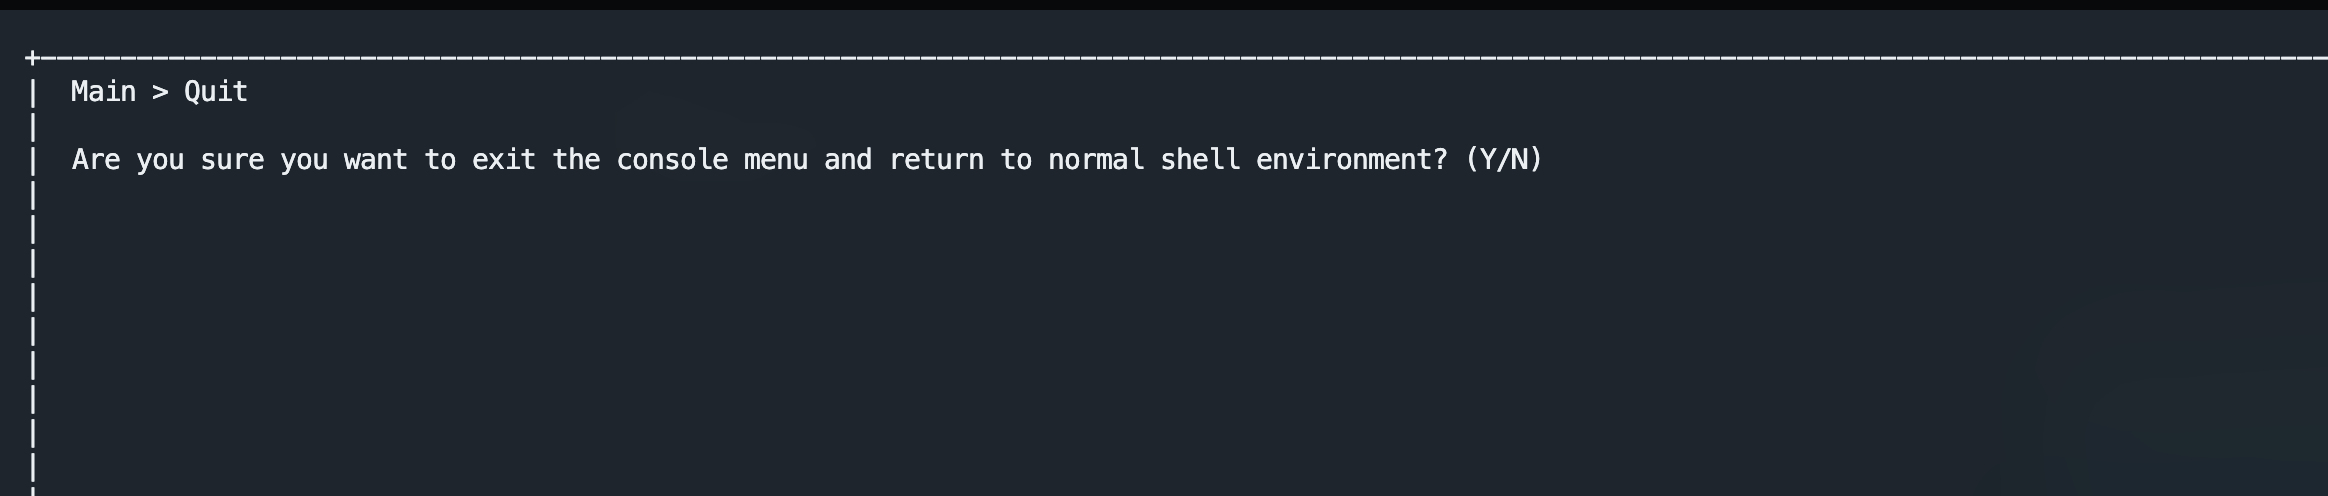 Main > Quit
Are you sure you want to exit the console menu and return to normal shell environment? (Y/N)